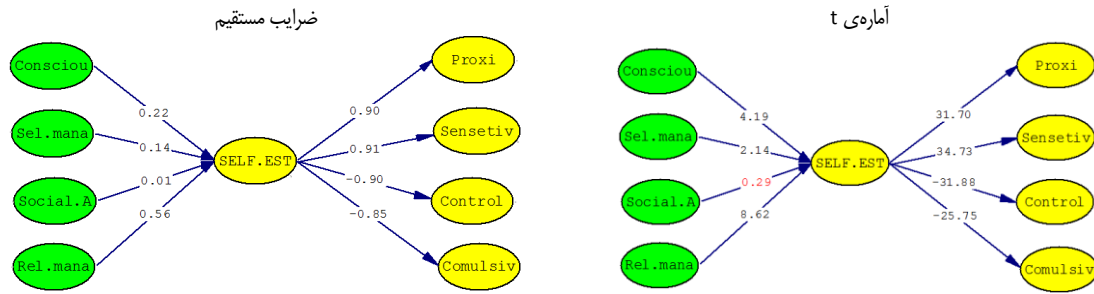 ضرایب مستقیم
Consciou
Sel.mana
Social.A
Rel.mana
0.22
0.14
0.01
0.56
SELF.EST
0.90
0.91
-0.90
-0.85
Proxi
Sensetiv
Control
Comulsiv
آماره‌ی t
Consciou
Sel.mana
Social.A
Rel.mana
4.19
2.14
0.29
8.62
SELF.EST
31.70
34.73
-31.88
-25.75
Proxi
Sensetiv
Control
Comulsiv